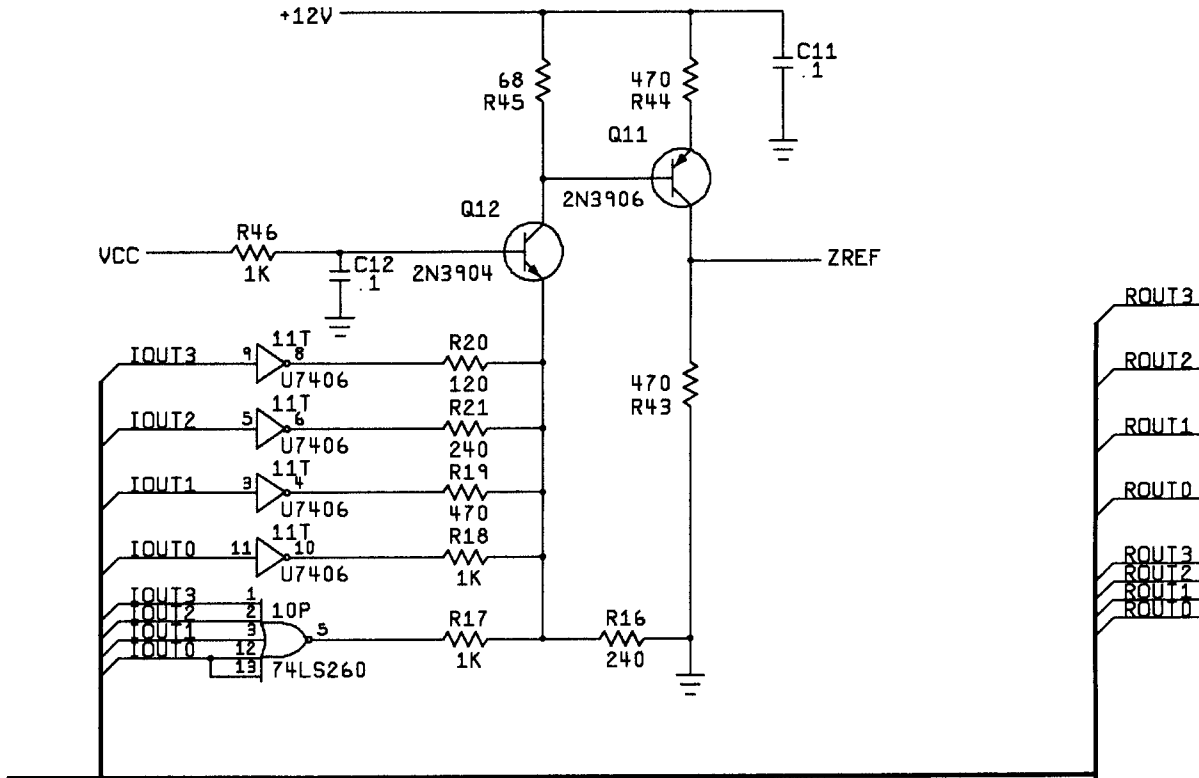 +12V
68
R45
470
R44
C11
.1
Q11
2N3906
Q12
R46
VCC
1K
C12
.1
2N3904
ZREF
ROUT3
11T
IOUT3
9
8
U7406
R20
120
470
R43
ROUT2
11T
IOUT2
5
6
U7406
R21
240
ROUT1
11T
IOUT1
3
4
U7406
R19
470
ROUT0
11T
IOUT0
11
10
U7406
R18
1K
ROUT3
ROUT2
ROUT1
ROUT0
IOUT3
1
IOUT2
2
10P
IOUT1
3
5
IOUT0
12
13
74LS260
R17
1K
R16
240